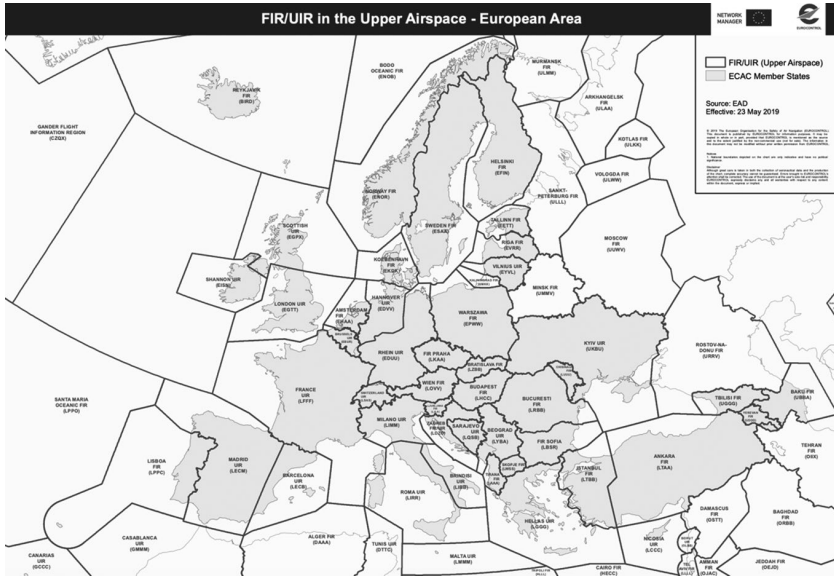 FIR/UIR in the Upper Airspace - European Area
NETWORK
MANAGER
EUROCONTROL
FIR/UIR (Upper Airspace)
ECAC Member States
Source: EAD
Effective: 23 May 2019
REYKJAVIK
FIR
(BIRD)
BODO
OCEANIC FIR
(ENOB)
MURMANSK
FIR
(ULMM)
ARKHANGELSK
FIR
(ULAA)
GANDER FLIGHT
INFORMATION REGION
(CZQX)
KOTLAS FIR
(ULKK)
HELSINKI
FIR
(EFIN)
VOLOGDA FIR
(ULWW)
NORWAY FIR
(ENOR)
SANKT-
PETERSBURG FIR
(ULLL)
SCOTTISH
UIR
(EGPX)
SWEDEN FIR
(ESAA)
TALLINN FIR
(EETT)
RIGA FIR
(EVRR)
MOSCOW
FIR
(UUWV)
KOEBENHAVN
FIR
(EKDK)
VILNIUS UIR
(EYVL)
SHANNON UIR
(EISN)
MINSK FIR
(UMMV)
LONDON UIR
(EGTT)
AMSTERDAM
FIR
(EHAA)
HANNOVER
UIR
(EDVV)
WARSZAWA
FIR
(EPWW)
KYIV UIR
(UKBU)
ROSTOV-NA-
DONU FIR
(URRV)
RHEIN UIR
(EDUU)
FIR PRAHA
(LKAA)
BRATISLAVA FIR
(LZBB)
FRANCE
UIR
(LFFF)
WIEN FIR
(LOVV)
BUDAPEST
FIR
(LHCC)
BUCURESTI
FIR
(LRBB)
SANTA MARIA
OCEANIC FIR
(LPPO)
MILANO UIR
(LIMM)
SARAJEVO
UIR
(LQSB)
BEOGRAD
UIR
(LYBA)
FIR SOFIA
(LBSR)
TBILISI FIR
(UGGG)
BAKU FIR
(UBBA)
LISBOA
FIR
(LPPC)
MADRID
UIR
(LECM)
BARCELONA
UIR
(LECB)
ROMA UIR
(LIRR)
BRINDISI
UIR
(LIBB)
ISTANBUL
FIR
(LTBB)
ANKARA
FIR
(LTAA)
TEHRAN
FIR
(OIIX)
HELLAS UIR
(LGGG)
DAMASCUS
FIR
(OSTT)
BAGHDAD
FIR
(ORBB)
CASABLANCA
UIR
(GMMM)
ALGER FIR
(DAAA)
TUNIS UIR
(DTTC)
MALTA UIR
(LMMM)
NICOSIA
UIR
(LCCC)
CANARIAS
UIR
(GCCC)
CAIRO FIR
(HECC)
AMMAN
FIR
(OJAC)
JEDDAH FIR
(OEJD)